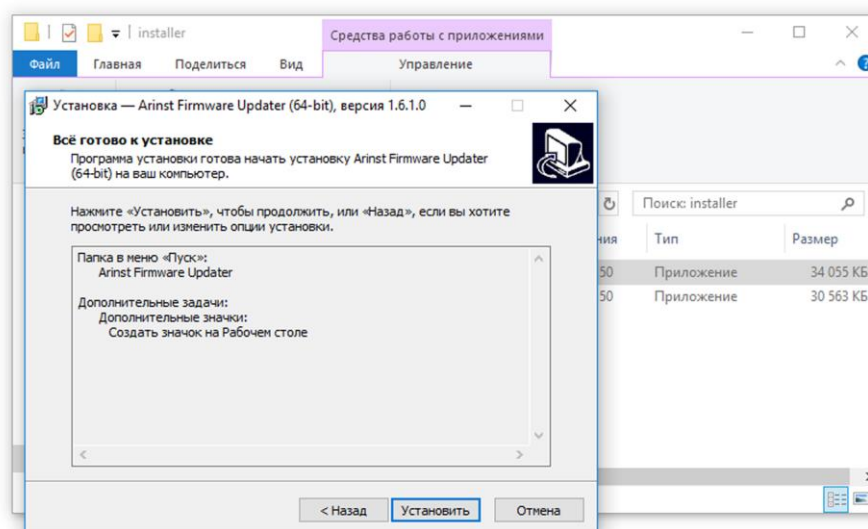 installer
Средства работы с приложениями
Файл
Главная
Поделиться
Вид
Управление
Установка — Arinst Firmware Updater (64-bit), версия 1.6.1.0
Всё готово к установке
Программа установки готова начать установку Arinst Firmware Updater
(64-bit) на ваш компьютер.
Нажмите «Установить», чтобы продолжить, или «Назад», если вы хотите
просмотреть или изменить опции установки.
Папка в меню «Пуск»:
Arinst Firmware Updater
Дополнительные задачи:
Дополнительные значки:
Создать значок на Рабочем столе
< Назад
Установить
Отмена
Поиск: installer
ния
Тип
Размер
50
Приложение
34 055 КБ
50
Приложение
30 563 КБ